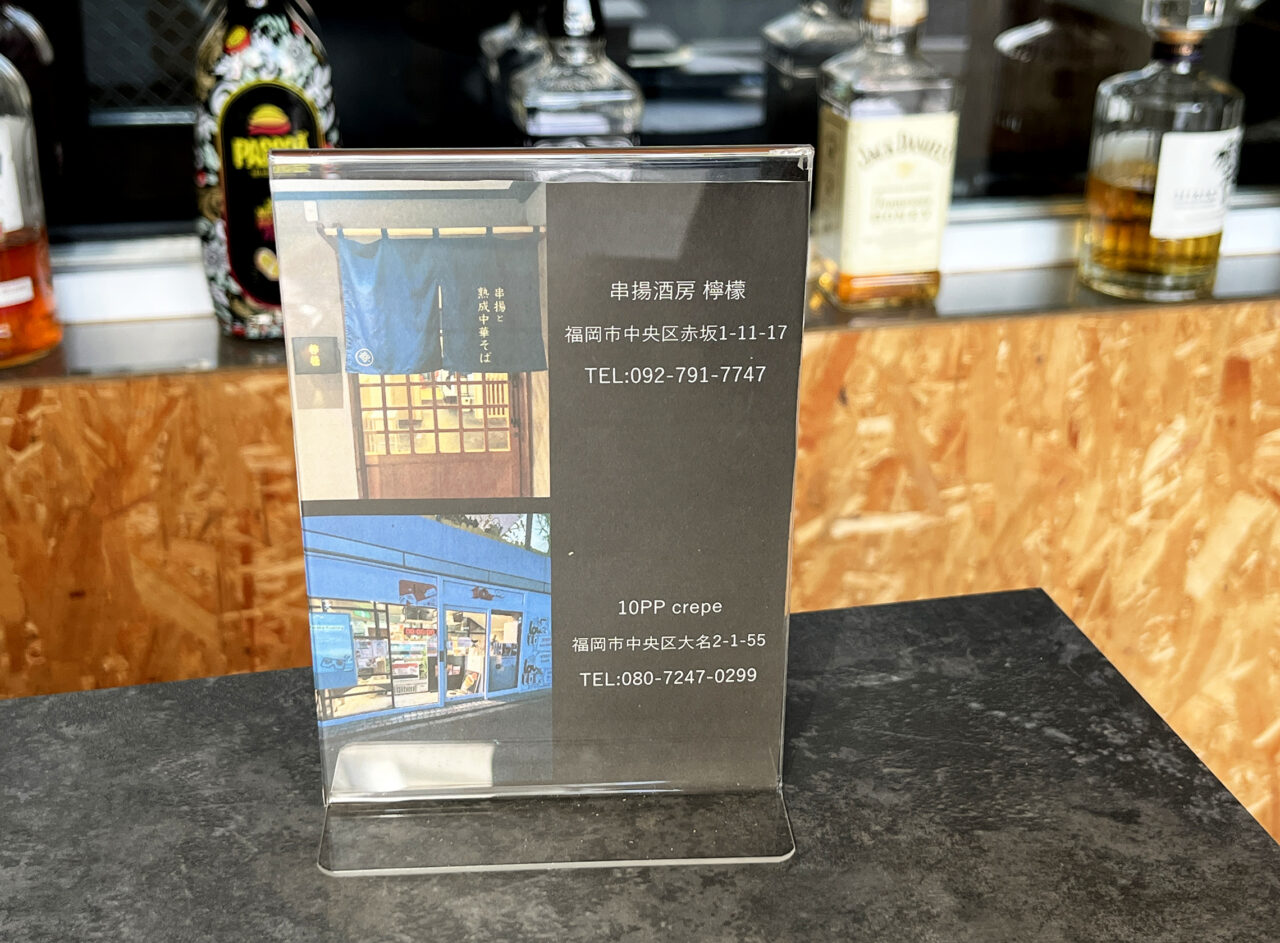 JACK DANIEL'S
HONEY
串揚と
熟成中華そば
串揚酒房 檸檬
福岡市中央区赤坂1-11-17
TEL:092-791-7747
10PP crepe
福岡市中央区大名2-1-55
TEL:080-7247-0299